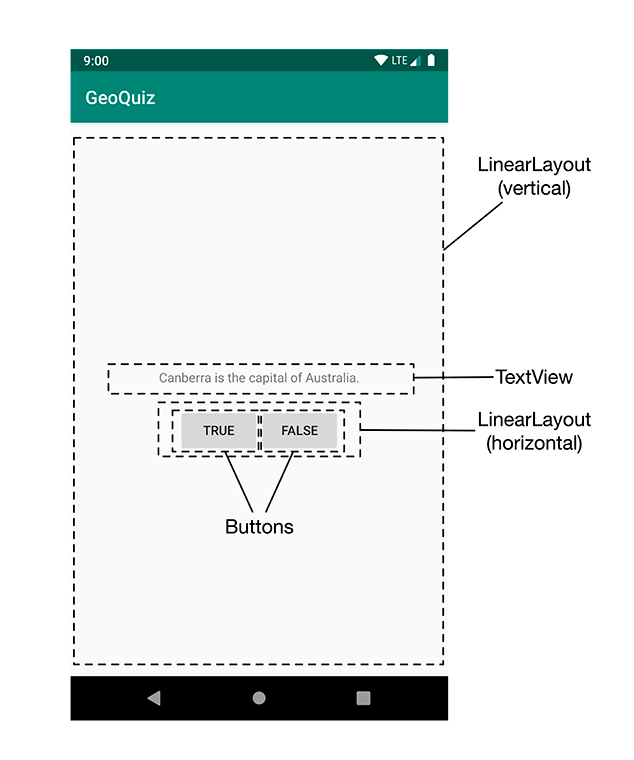 9:00 LTE
GeoQuiz
LinearLayout
(vertical)
Canberra is the capital of Australia.
TextView
LinearLayout
(horizontal)
TRUE FALSE
Buttons